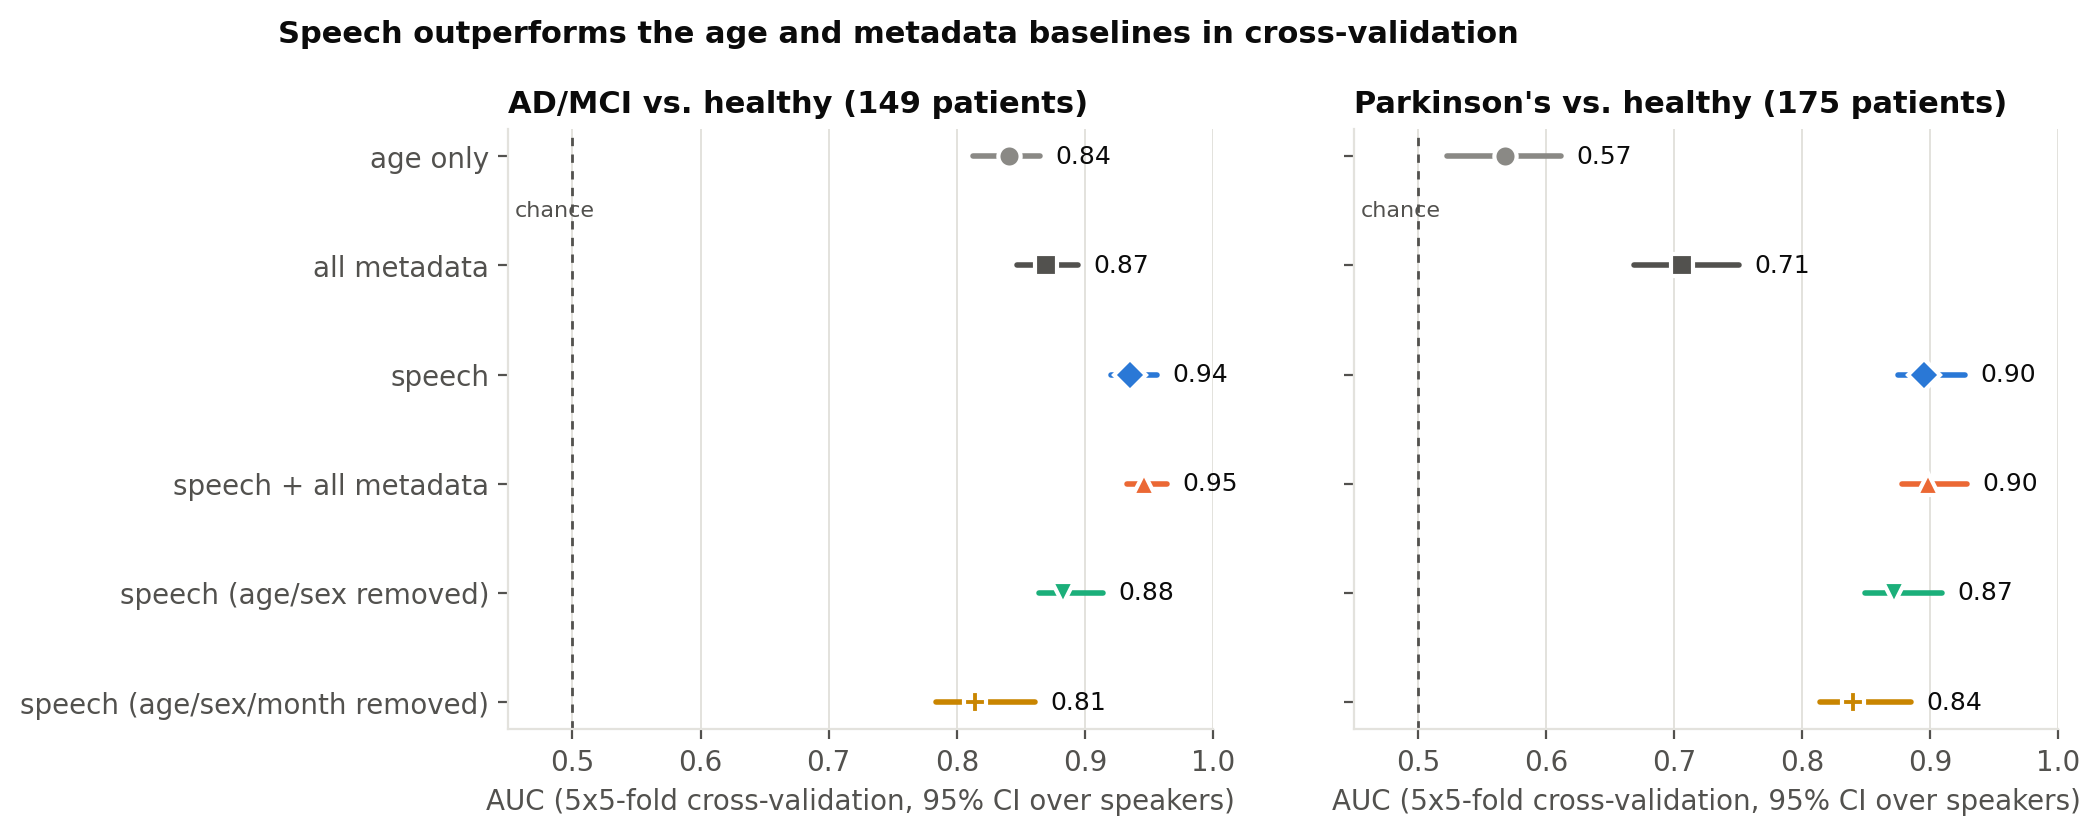 Speech outperforms the age and metadata baselines in cross-validation
AD/MCI vs. healthy (149 patients)
age only
0.84
chance
all metadata
0.87
speech
0.94
speech + all metadata
0.95
speech (age/sex removed)
0.88
speech (age/sex/month removed)
0.81
0.5 0.6 0.7 0.8 0.9 1.0
AUC (5x5-fold cross-validation, 95% CI over speakers)
Parkinson's vs. healthy (175 patients)
0.57
chance
0.71
0.90
0.90
0.87
0.84
0.5 0.6 0.7 0.8 0.9 1.0
AUC (5x5-fold cross-validation, 95% CI over speakers)